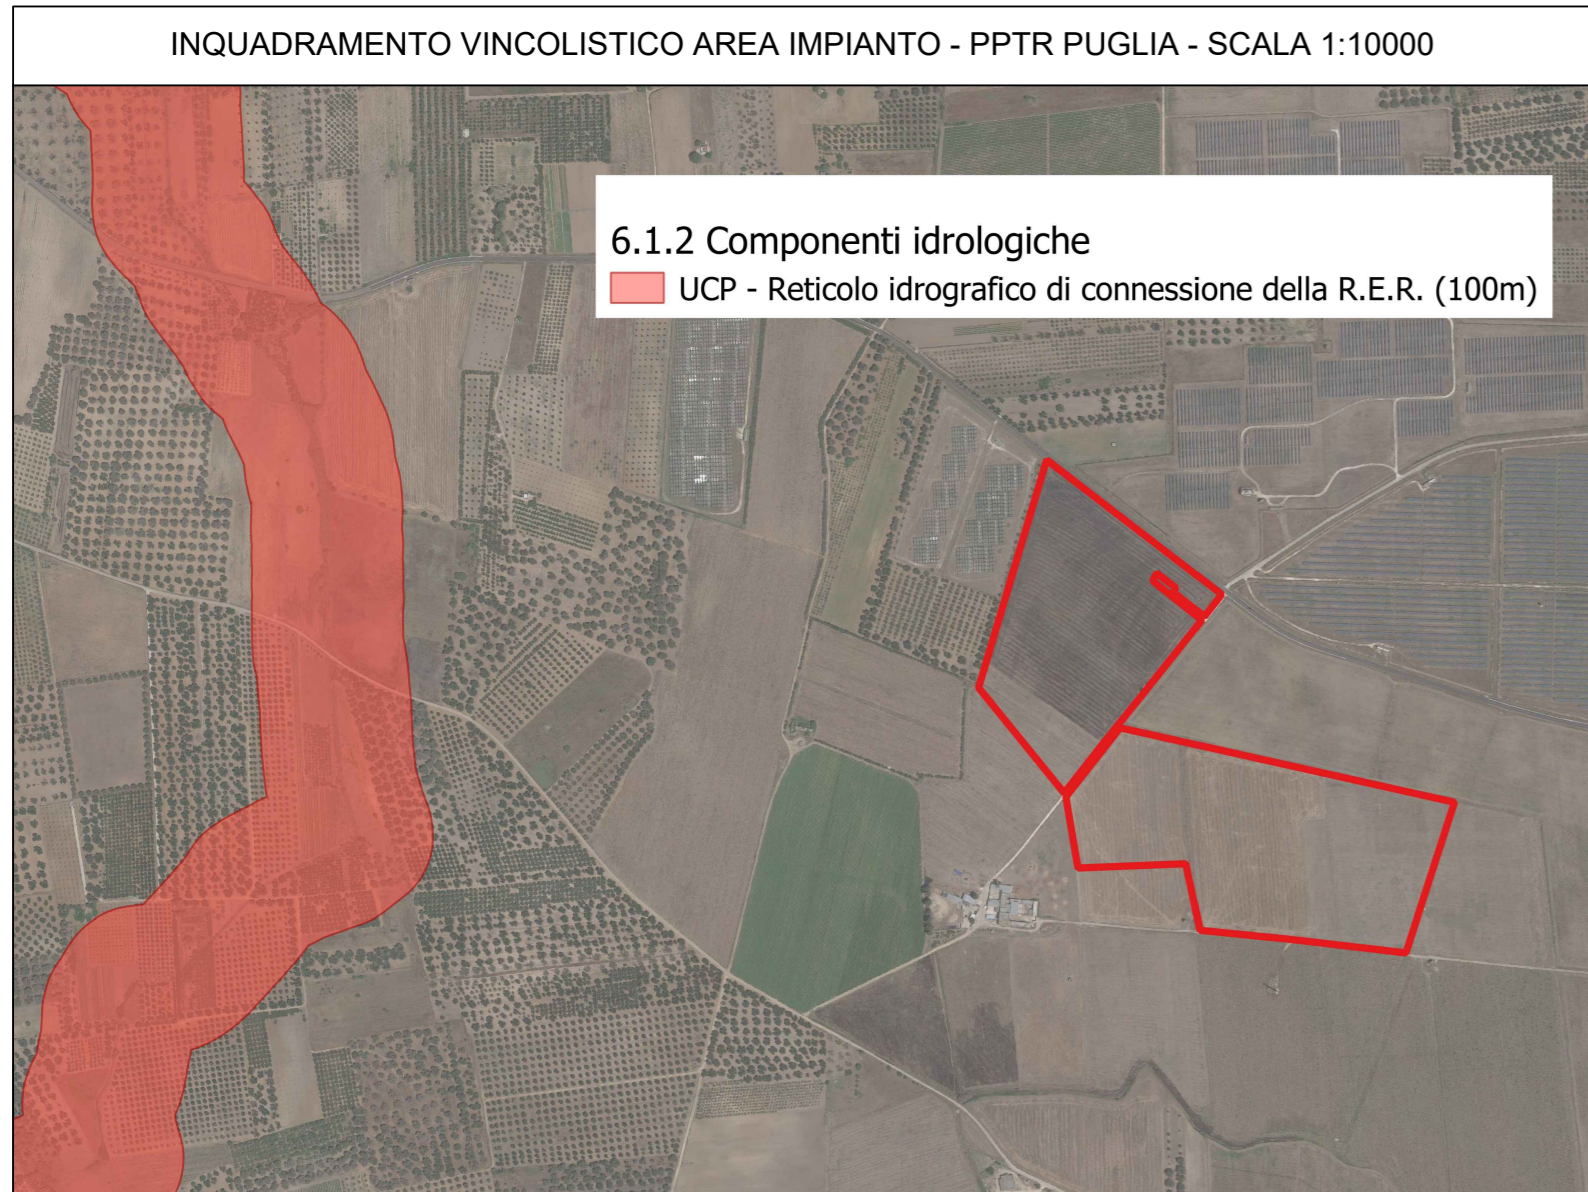 INQUADRAMENTO VINCOLISTICO AREA IMPIANTO - PPTR PUGLIA - SCALA 1:10000
6.1.2 Componenti idrologiche
UCP - Reticolo idrografico di connessione della R.E.R. (100m)